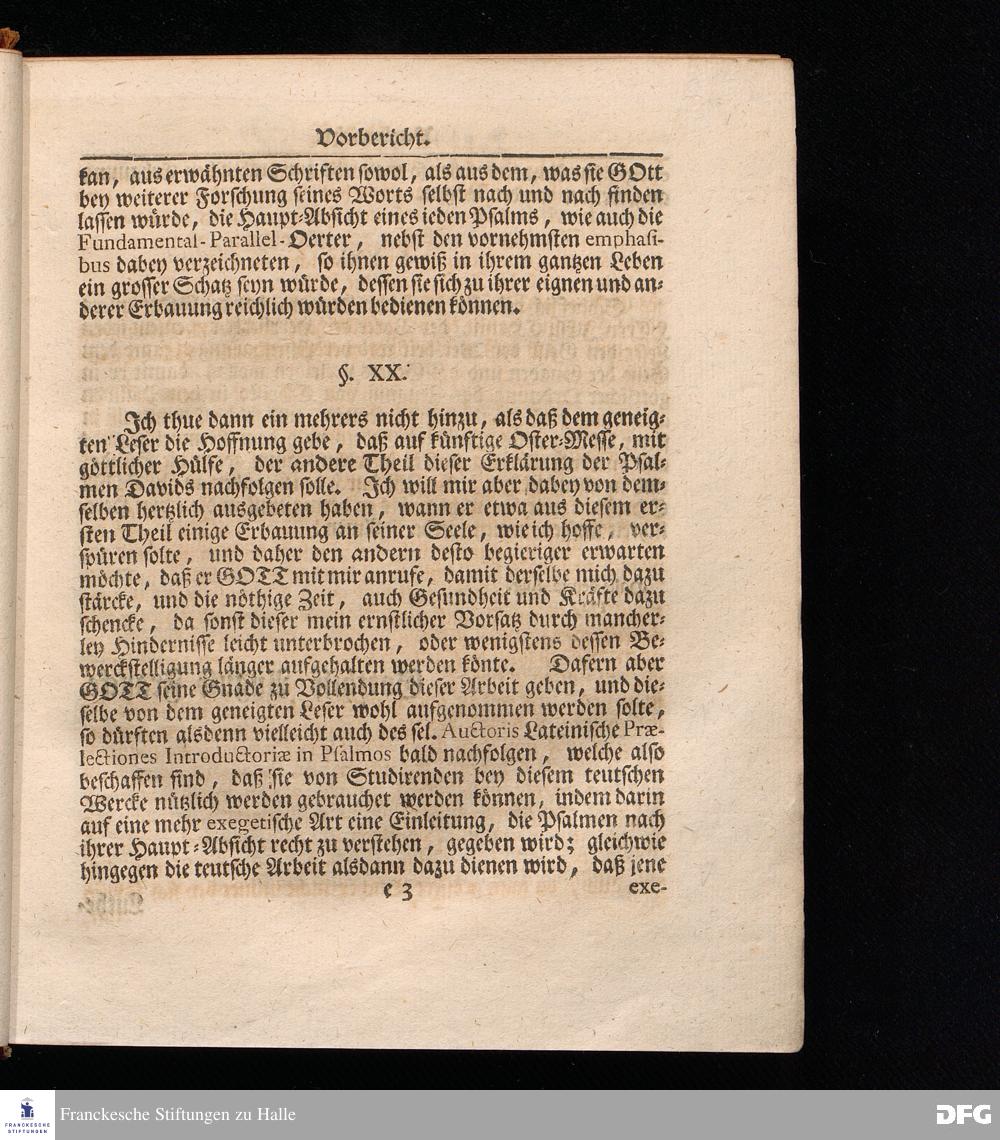 Vorbericht.
kan, aus erwähnten Schriften sowol, als aus dem, was sie GOtt
bey weiterer Forschung seines Worts selbst nach und nach finden
lassen würde, die Haupt-Absicht eines ieden Psalms, wie auch die
Fundamental-Parallel-Oerter, nebst den vornehmsten emphasi-
bus dabey verzeichneten, so ihnen gewiß in ihrem gantzen Leben
ein grosser Schatz seyn würde, dessen sie sich zu ihrer eignen und an-
derer Erbauung reichlich würden bedienen können.
§. XX.
Ich thue dann ein mehrers nicht hinzu, als daß dem geneig-
ten Leser die Hoffnung gebe, daß auf künftige Oster-Messe, mit
göttlicher Hülfe, der andere Theil dieser Erklärung der Psal-
men Davids nachfolgen solle. Ich will mir aber dabey von dem-
selben hertzlich ausgebeten haben, wann er etwa aus diesem er-
sten Theil einige Erbauung an seiner Seele, wie ich hoffe, ver-
spüren solte, und daher den andern desto begieriger erwarten
möchte, daß er GOTT mit mir anrufe, damit derselbe mich dazu
stärcke, und die nöthige Zeit, auch Gesundheit und Kräfte dazu
schencke, da sonst dieser mein ernstlicher Vorsatz durch mancher-
ley Hindernisse leicht unterbrochen, oder wenigstens dessen Be-
werckstelligung länger aufgehalten werden könte. Dafern aber
GOTT seine Gnade zu Vollendung dieser Arbeit geben, und die-
selbe von dem geneigten Leser wohl aufgenommen werden solte,
so dürften alsdenn vielleicht auch des sel. Auctoris Lateinische Præ-
lectiones Introductoriæ in Psalmos bald nachfolgen, welche also
beschaffen sind, daß sie von Studirenden bey diesem teutschen
Wercke nützlich werden gebrauchet werden können, indem darin
auf eine mehr exegetische Art eine Einleitung, die Psalmen nach
ihrer Haupt-Absicht recht zu verstehen, gegeben wird; gleichwie
hingegen die teutsche Arbeit alsdann dazu dienen wird, daß jene
e 3 exe-
FRANCKESCHE STIFTUNGEN Franckesche Stiftungen zu Halle DFG